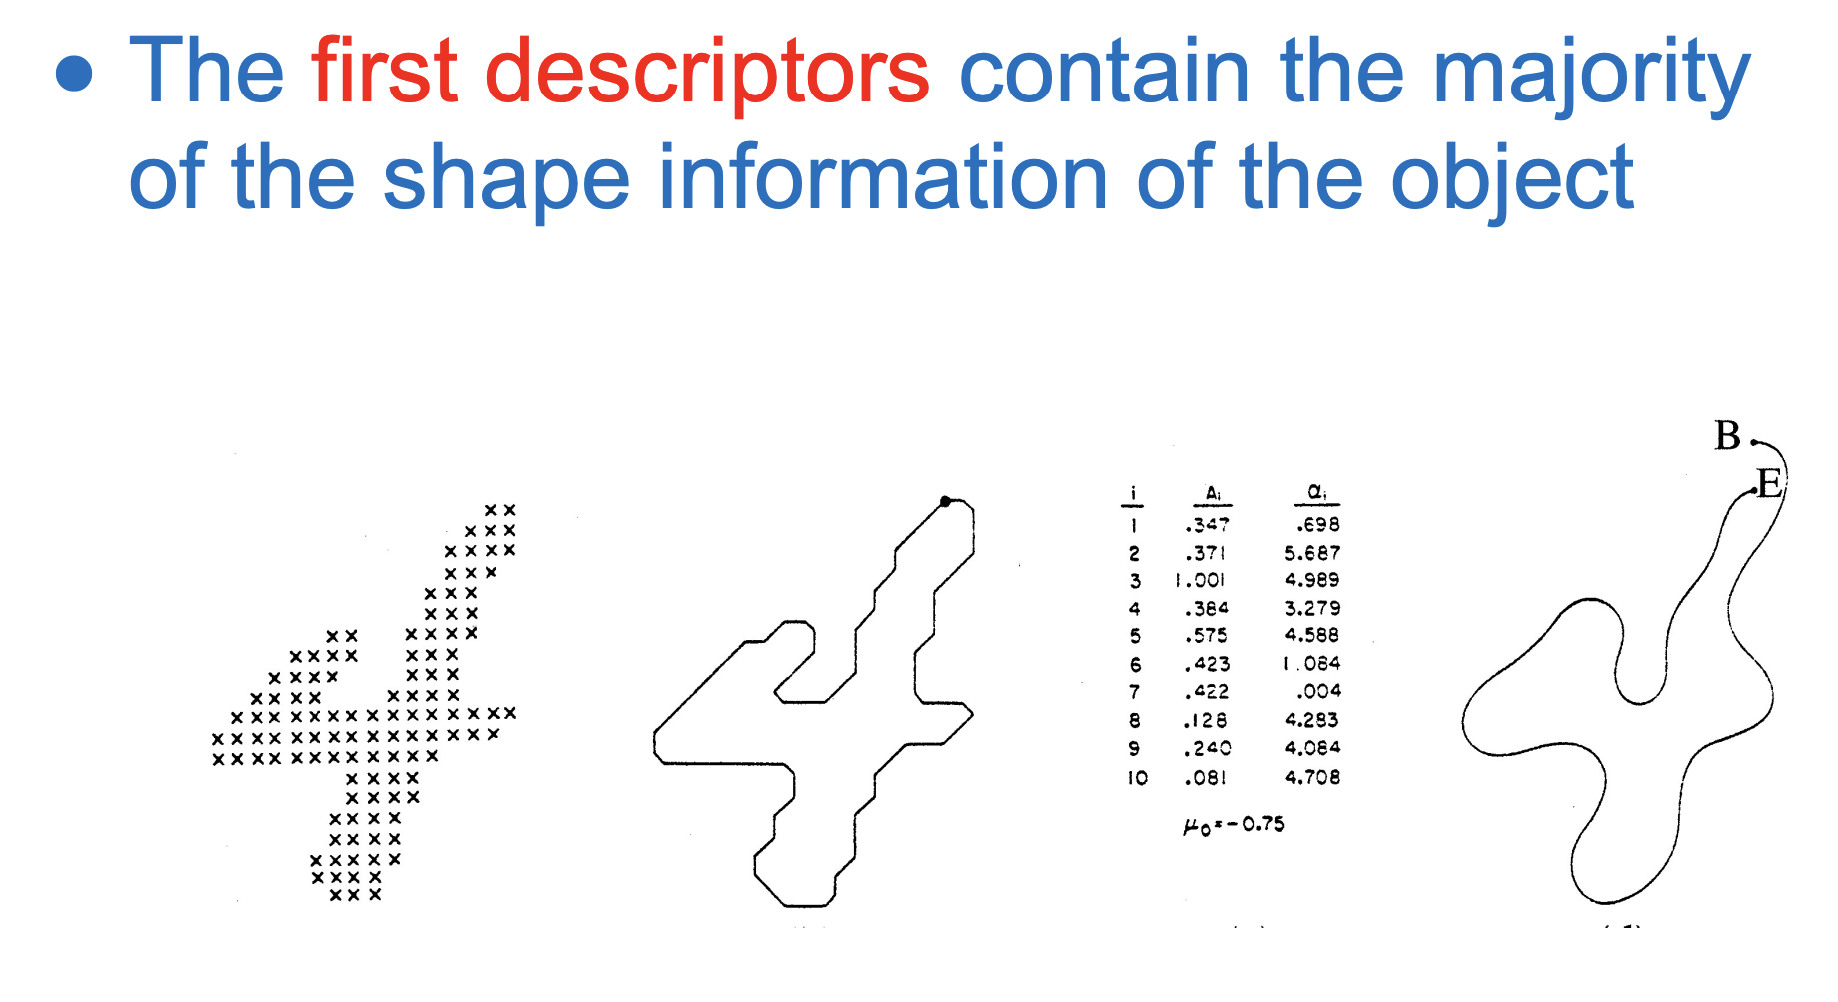 • The first descriptors contain the majority
of the shape information of the object
B
E
i Aᵢ αᵢ
1 .347 .698
2 .371 5.687
3 1.001 4.989
4 .384 3.279
5 .575 4.588
6 .423 1.084
7 .422 .004
8 .128 4.283
9 .240 4.084
10 .081 4.708
μ₀=-0.75